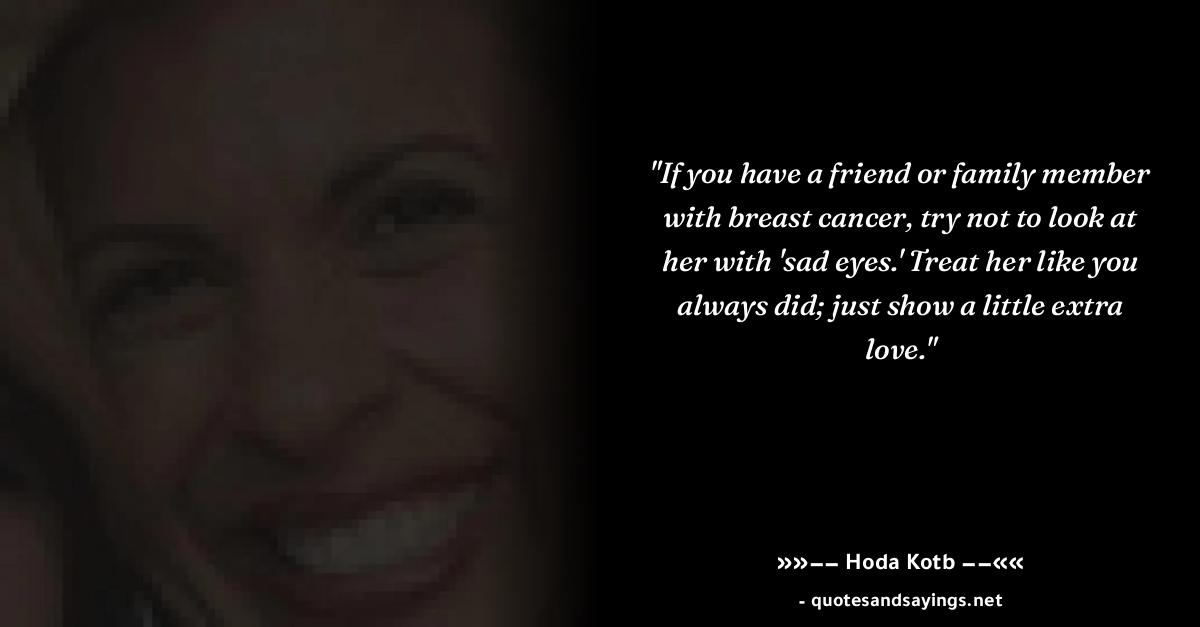 "If you have a friend or family member
with breast cancer, try not to look at
her with 'sad eyes.' Treat her like you
always did; just show a little extra
love."
»»−− Hoda Kotb −−««
- quotesandsayings.net